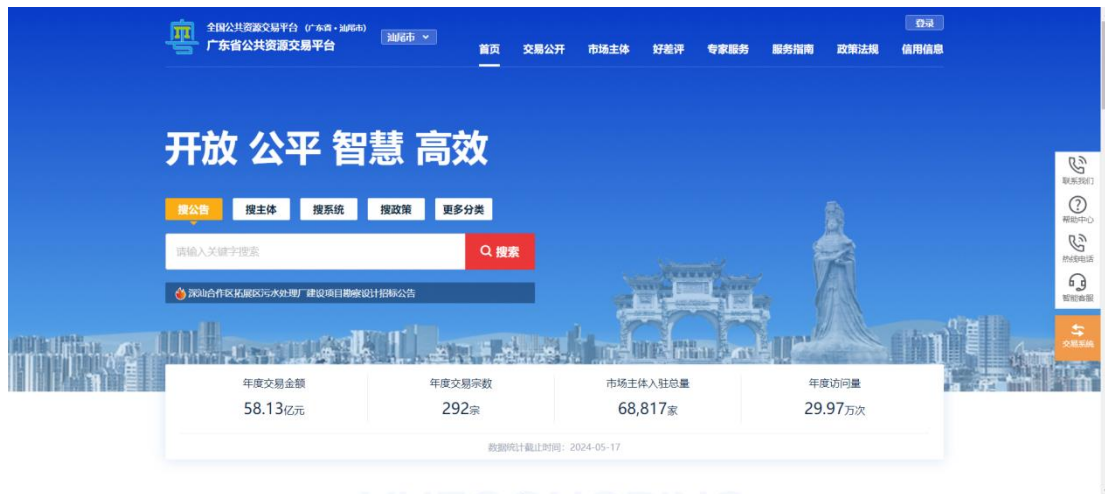 全国公共资源交易平台 (广东省·汕尾市)
广东省公共资源交易平台
汕尾市
登录
首页 交易公开 市场主体 好差评 专家服务 服务指南 政策法规 信用信息
开放 公平 智慧 高效
搜公告 搜主体 搜系统 搜政策 更多分类
请输入关键字搜索 搜索
深汕合作区拓展区污水处理厂建设项目勘察设计招标公告
联系我们
帮助中心
热线电话
智能客服
交易系统
年度交易金额 年度交易宗数 市场主体入驻总量 年度访问量
58.13亿元 292宗 68,817家 29.97万次
数据统计截止时间：2024-05-17